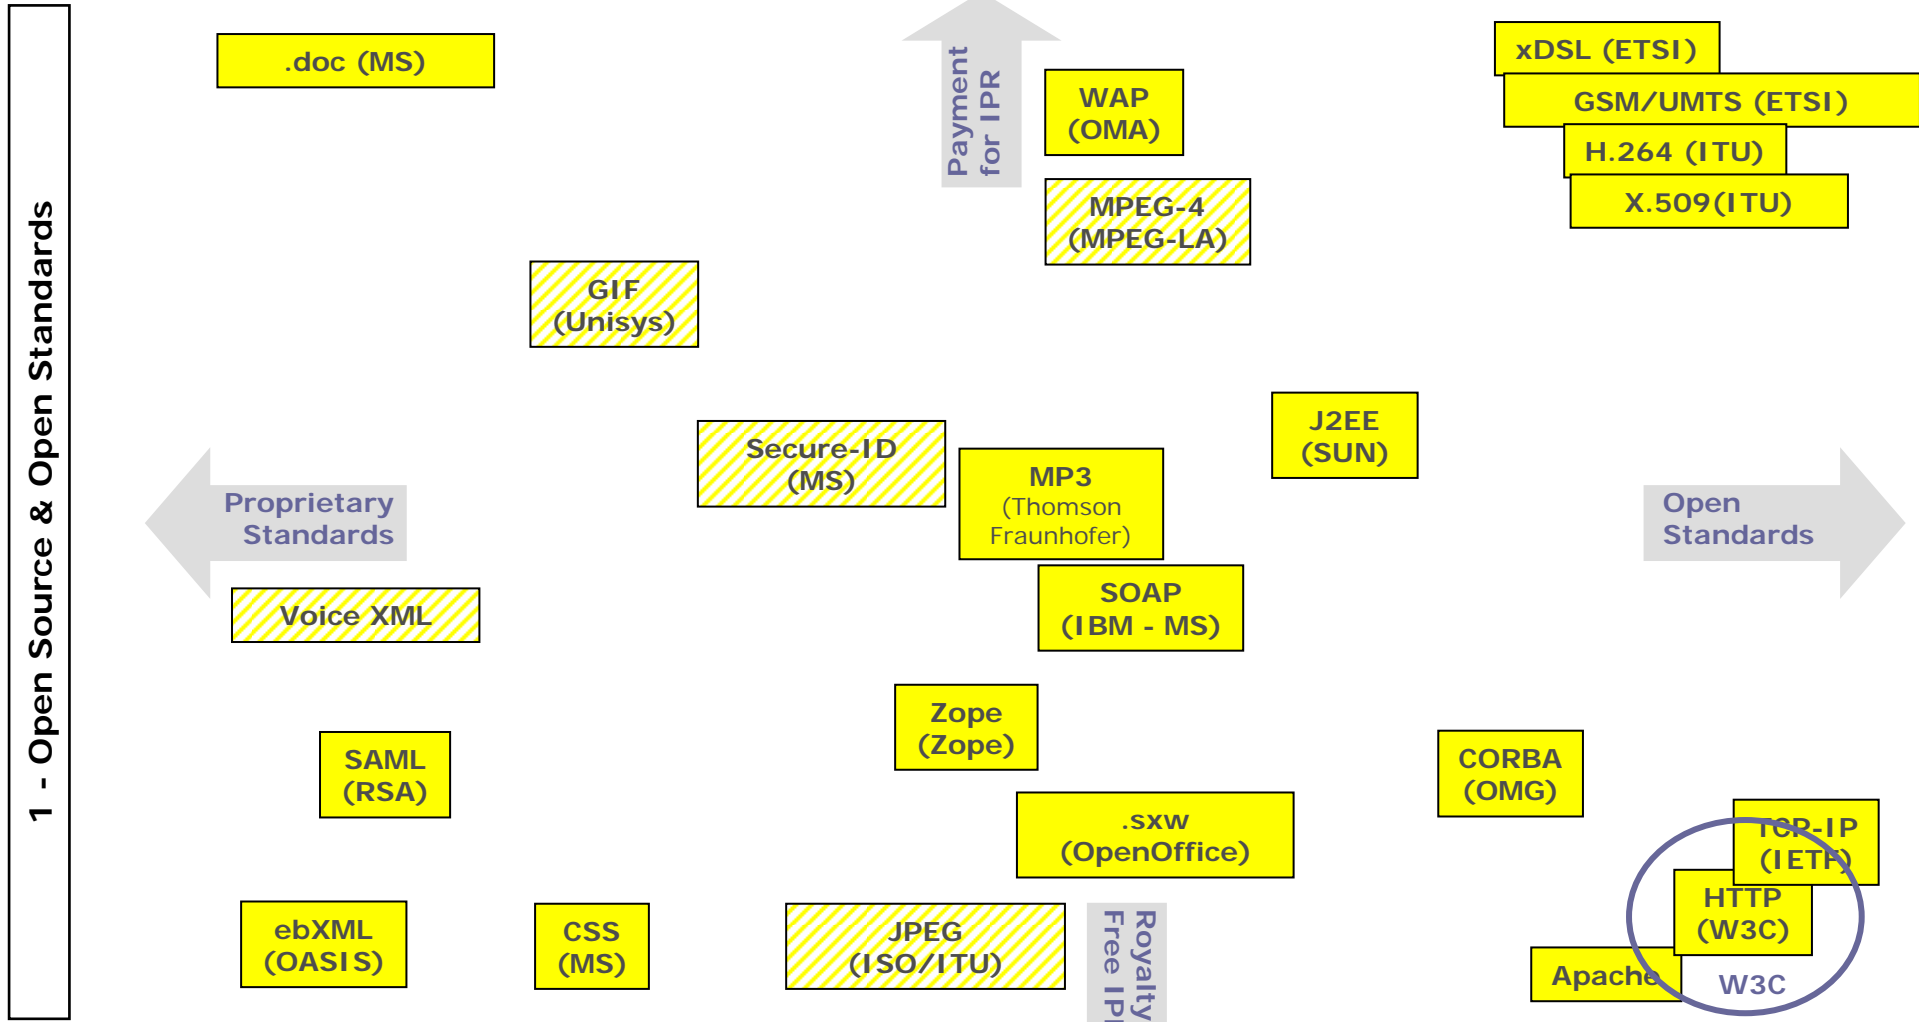 1 - Open Source & Open Standards
.doc (MS)
Payment
for IPR
WAP
(OMA)
xDSL (ETSI)
GSM/UMTS (ETSI)
H.264 (ITU)
X.509(ITU)
MPEG-4
(MPEG-LA)
GIF
(Unisys)
J2EE
(SUN)
Secure-ID
(MS)
MP3
(Thomson
Fraunhofer)
Proprietary
Standards
Open
Standards
SOAP
(IBM - MS)
Voice XML
Zope
(Zope)
SAML
(RSA)
CORBA
(OMG)
.sxw
(OpenOffice)
TCP-IP
(IETF)
HTTP
(W3C)
ebXML
(OASIS)
CSS
(MS)
JPEG
(ISO/ITU)
Royalty
Free
Apache
W3C